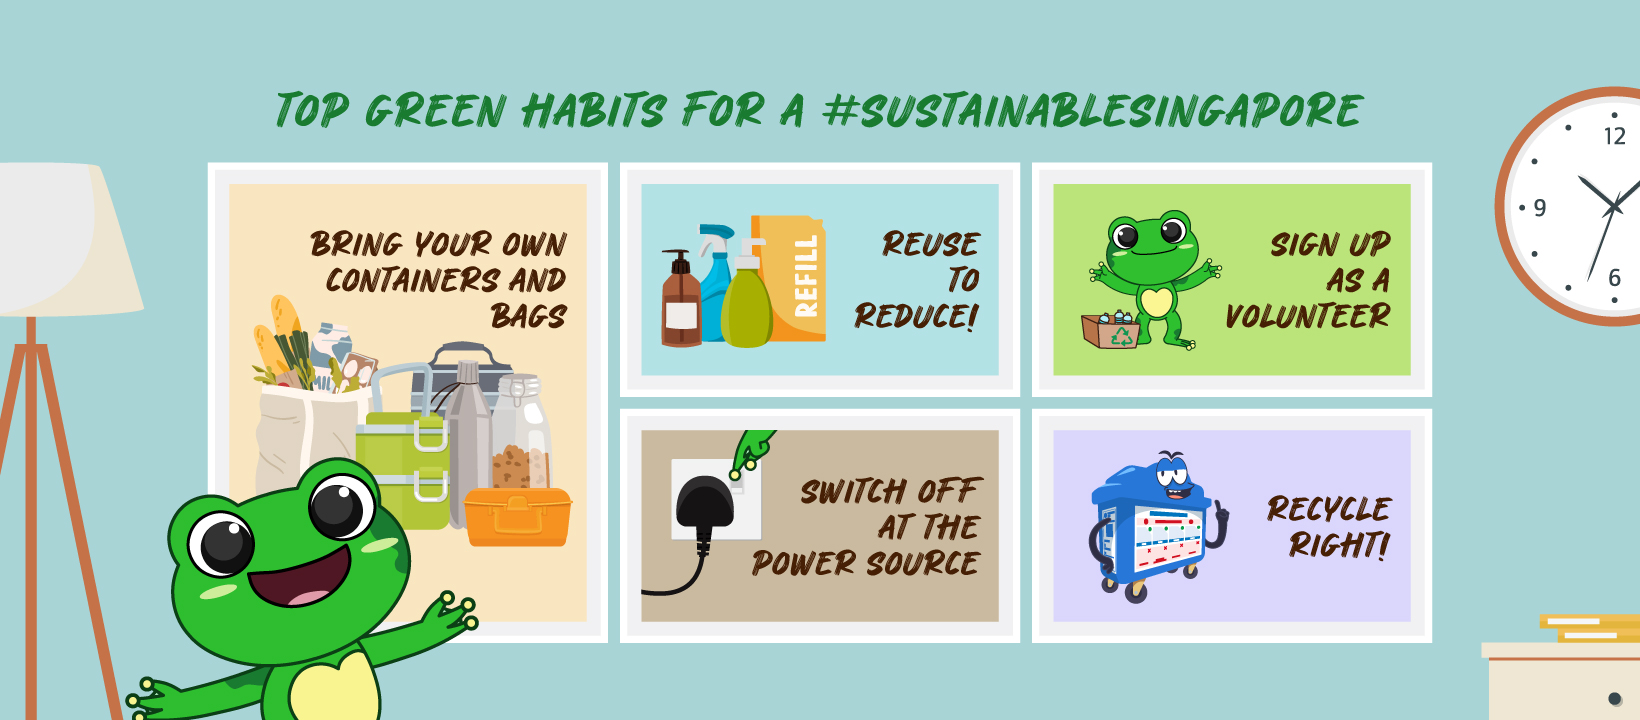 TOP GREEN HABITS FOR A #SUSTAINABLESINGAPORE
BRING YOUR OWN
CONTAINERS AND
BAGS
REFILL
REUSE
TO
REDUCE!
SIGN UP
AS A
VOLUNTEER
SWITCH OFF
AT THE
POWER SOURCE
RECYCLE
RIGHT!
12
9
6